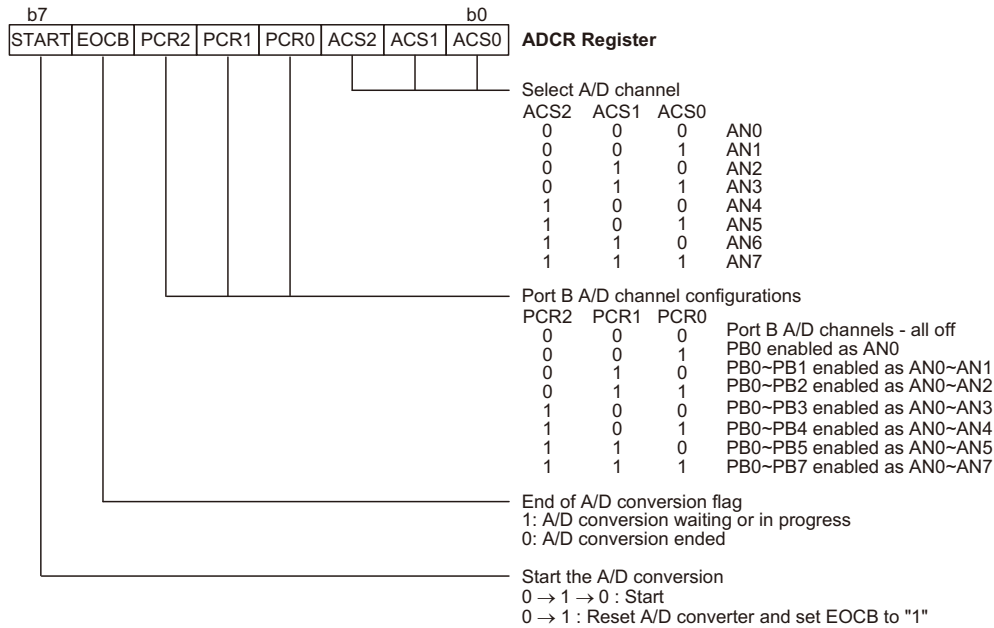 b7 b0
START EOCB PCR2 PCR1 PCR0 ACS2 ACS1 ACS0 ADCR Register
Select A/D channel
ACS2 ACS1 ACS0
0 0 0 AN0
0 0 1 AN1
0 1 0 AN2
0 1 1 AN3
1 0 0 AN4
1 0 1 AN5
1 1 0 AN6
1 1 1 AN7
Port B A/D channel configurations
PCR2 PCR1 PCR0
0 0 0 Port B A/D channels - all off
0 0 1 PB0 enabled as AN0
0 1 0 PB0~PB1 enabled as AN0~AN1
0 1 1 PB0~PB2 enabled as AN0~AN2
1 0 0 PB0~PB3 enabled as AN0~AN3
1 0 1 PB0~PB4 enabled as AN0~AN4
1 1 0 PB0~PB5 enabled as AN0~AN5
1 1 1 PB0~PB7 enabled as AN0~AN7
End of A/D conversion flag
1: A/D conversion waiting or in progress
0: A/D conversion ended
Start the A/D conversion
0 → 1 → 0 : Start
0 → 1 : Reset A/D converter and set EOCB to "1"